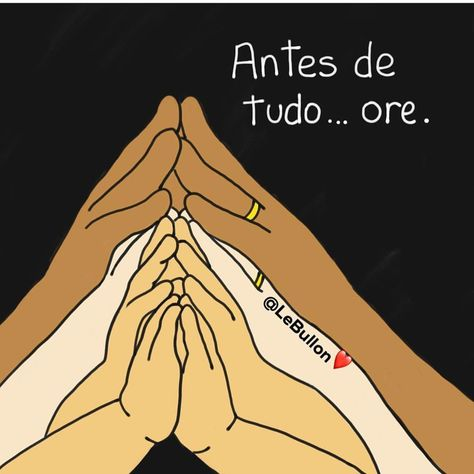 Antes de
tudo... ore.
@LeBullon❤️